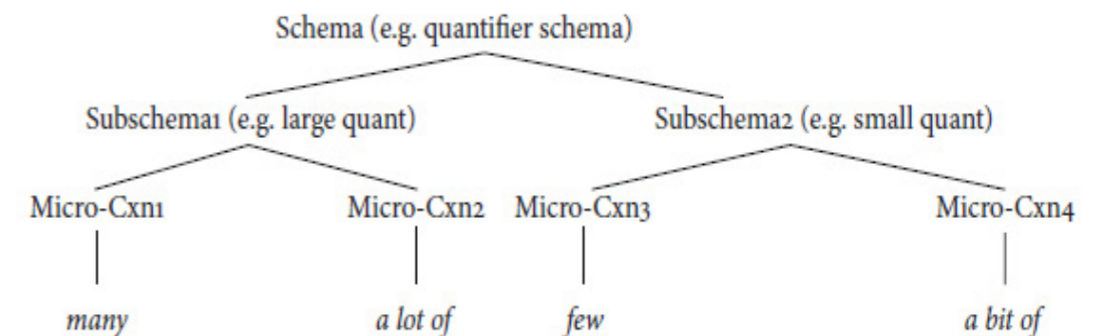 Schema (e.g. quantifier schema)
Subschema1 (e.g. large quant) Subschema2 (e.g. small quant)
Micro-Cxn1 Micro-Cxn2 Micro-Cxn3 Micro-Cxn4
many a lot of few a bit of